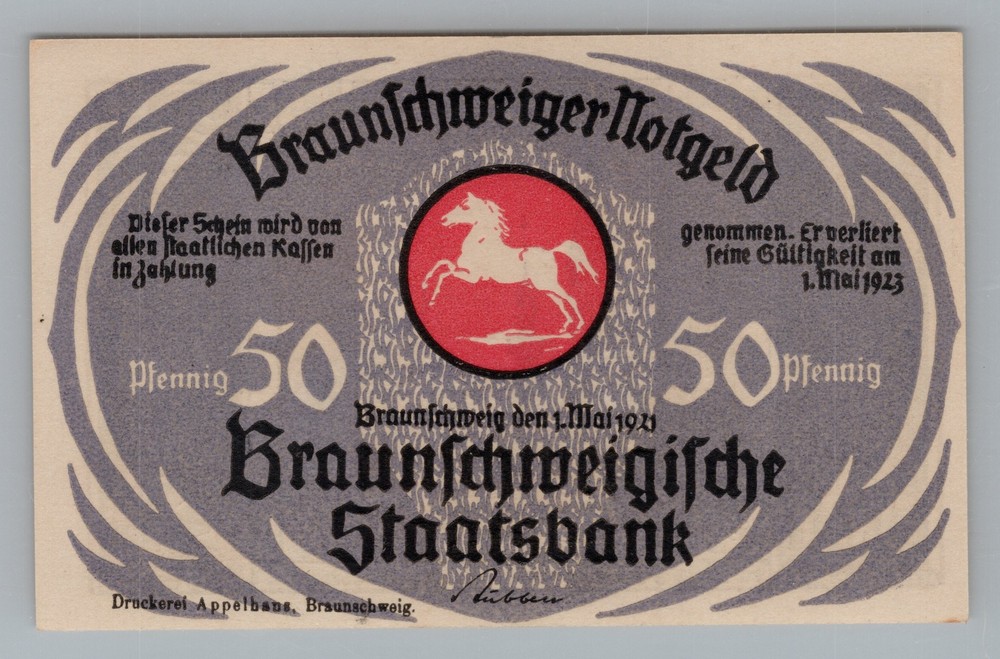 Braunschweiger Notgeld
Dieser Schein wird von
allen staatlichen Kassen
in Zahlung
genommen. Er verliert
seine Gültigkeit am
1. Mai 1923
Pfennig 50
50 Pfennig
Braunschweig den 1. Mai 1921
Braunschweigische
Staatsbank
Druckerei Appelhans, Braunschweig.